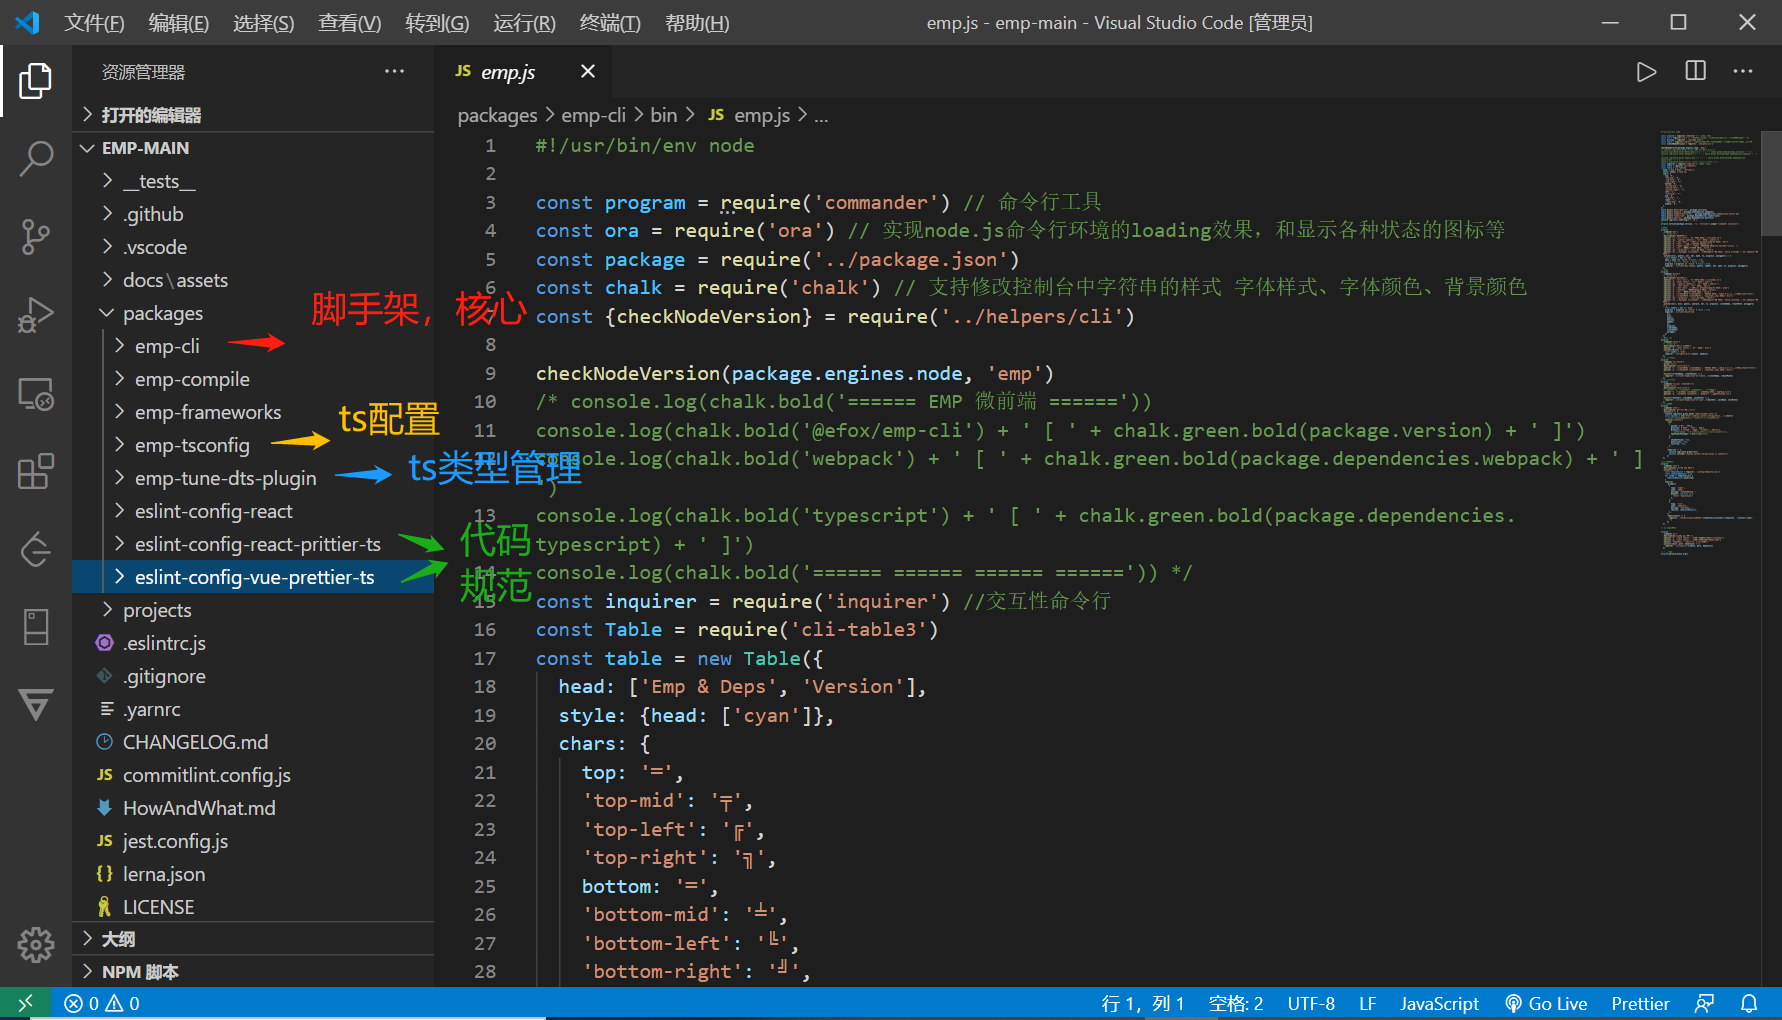 文件(F) 编辑(E) 选择(S) 查看(V) 转到(G) 运行(R) 终端(T) 帮助(H) emp.js - emp-main - Visual Studio Code [管理员]
资源管理器 ···
打开的编辑器
EMP-MAIN
__tests__
.github
.vscode
docs\assets
packages
脚手架，核心
emp-cli
emp-compile
emp-frameworks
ts配置
emp-tsconfig
ts类型管理
emp-tune-dts-plugin
eslint-config-react
eslint-config-react-prittier-ts
代码
规范
eslint-config-vue-prettier-ts
projects
.eslintrc.js
.gitignore
.yarnrc
CHANGELOG.md
JS commitlint.config.js
HowAndWhat.md
JS jest.config.js
{} lerna.json
LICENSE
大纲
NPM 脚本
JS emp.js
packages > emp-cli > bin > JS emp.js > ...
1 #!/usr/bin/env node
2
3 const program = require('commander') // 命令行工具
4 const ora = require('ora') // 实现node.js命令行环境的loading效果，和显示各种状态的图标等
5 const package = require('../package.json')
6 const chalk = require('chalk') // 支持修改控制台中字符串的样式 字体样式、字体颜色、背景颜色
7 const {checkNodeVersion} = require('../helpers/cli')
8
9 checkNodeVersion(package.engines.node, 'emp')
10 /* console.log(chalk.bold('====== EMP 微前端 ======'))
11 console.log(chalk.bold('@efox/emp-cli') + ' [ ' + chalk.green.bold(package.version) + ' ]')
12 console.log(chalk.bold('webpack') + ' [ ' + chalk.green.bold(package.dependencies.webpack) + ' ]
')
13 console.log(chalk.bold('typescript') + ' [ ' + chalk.green.bold(package.dependencies.
typescript) + ' ]')
14 console.log(chalk.bold('====== ====== ====== ======')) */
15 const inquirer = require('inquirer') //交互性命令行
16 const Table = require('cli-table3')
17 const table = new Table({
18 head: ['Emp & Deps', 'Version'],
19 style: {head: ['cyan']},
20 chars: {
21 top: '═',
22 'top-mid': '╤',
23 'top-left': '╔',
24 'top-right': '╗',
25 bottom: '═',
26 'bottom-mid': '╧',
27 'bottom-left': '╚',
28 'bottom-right': '╝',
0 0 行 1，列 1 空格: 2 UTF-8 LF JavaScript Go Live Prettier